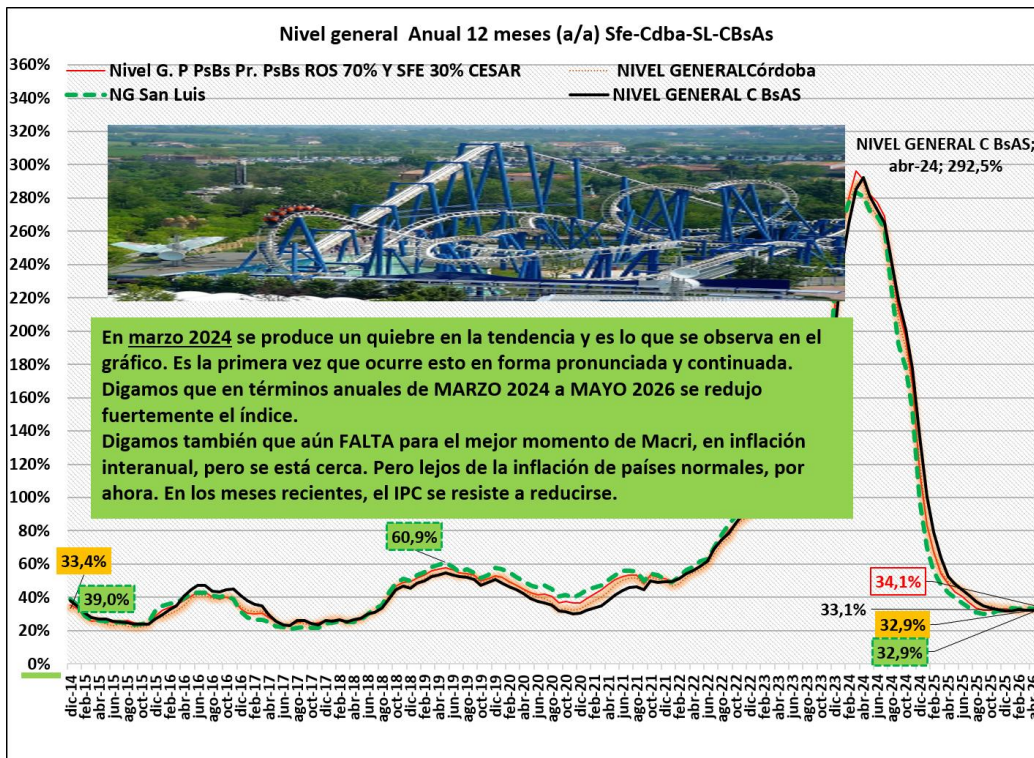 Nivel general Anual 12 meses (a/a) Sfe-Cdba-SL-CBsAs
360%
Nivel G. P PsBs Pr. PsBs ROS 70% Y SFE 30% CESAR
NIVEL GENERALCórdoba
340%
NG San Luis
NIVEL GENERAL C BsAS
320%
NIVEL GENERAL C BsAS;
abr-24; 292,5%
300%
280%
260%
240%
220%
200%
En marzo 2024 se produce un quiebre en la tendencia y es lo que se observa en el
gráfico. Es la primera vez que ocurre esto en forma pronunciada y continuada.
Digamos que en términos anuales de MARZO 2024 a MAYO 2026 se redujo
fuertemente el índice.
Digamos también que aún FALTA para el mejor momento de Macri, en inflación
interanual, pero se está cerca. Pero lejos de la inflación de países normales, por
ahora. En los meses recientes, el IPC se resiste a reducirse.
180%
160%
140%
120%
100%
80%
60,9%
60%
33,4%
34,1%
39,0%
40%
33,1%
32,9%
32,9%
20%
0%
dic-14
feb-15
abr-15
jun-15
ago-15
oct-15
dic-15
feb-16
abr-16
jun-16
ago-16
oct-16
dic-16
feb-17
abr-17
jun-17
ago-17
oct-17
dic-17
feb-18
abr-18
jun-18
ago-18
oct-18
dic-18
feb-19
abr-19
jun-19
ago-19
oct-19
dic-19
feb-20
abr-20
jun-20
ago-20
oct-20
dic-20
feb-21
abr-21
jun-21
ago-21
oct-21
dic-21
feb-22
abr-22
jun-22
ago-22
oct-22
dic-22
feb-23
abr-23
jun-23
ago-23
oct-23
dic-23
feb-24
abr-24
jun-24
ago-24
oct-24
dic-24
feb-25
abr-25
jun-25
ago-25
oct-25
dic-25
feb-26
abr-26